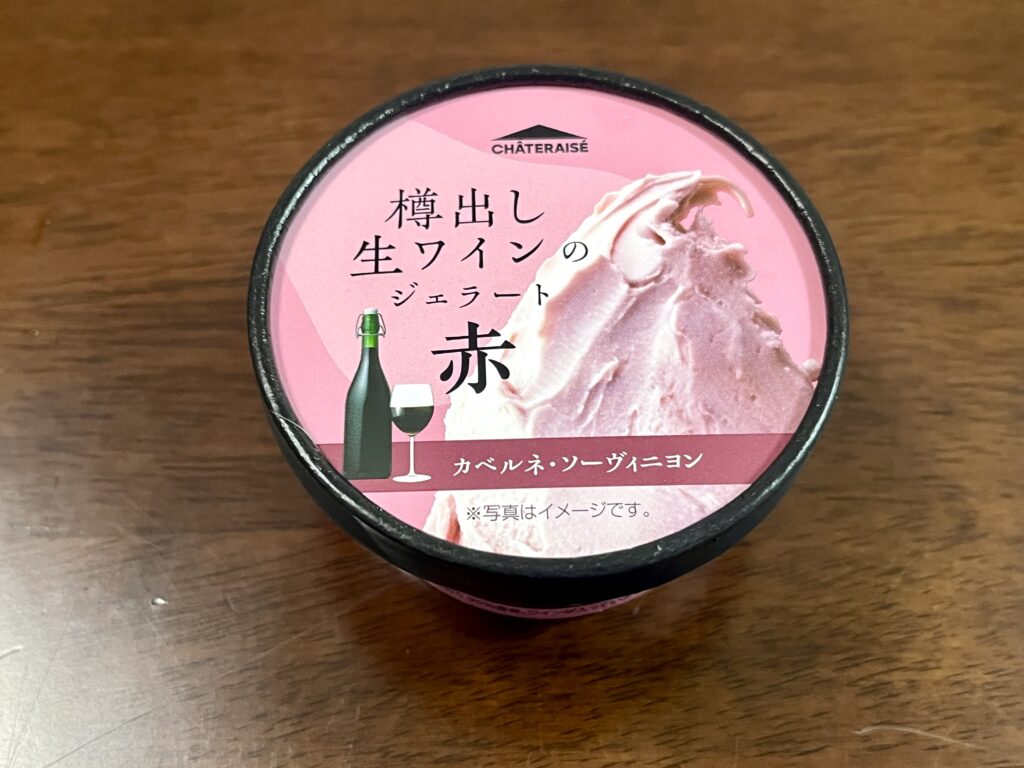 CHÂTERAISÉ
樽出し
生ワインの
ジェラート
赤
カベルネ・ソーヴィニヨン
※写真はイメージです。